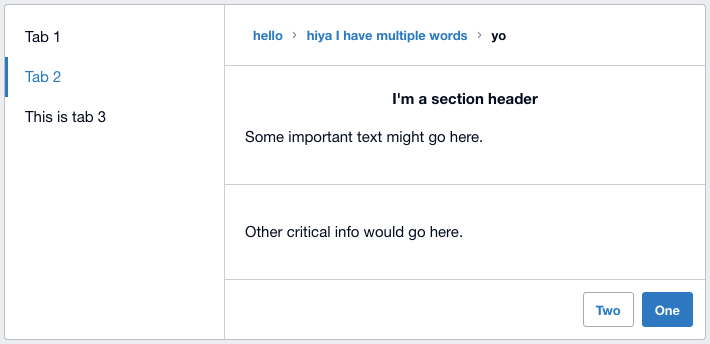 Tab 1
Tab 2
This is tab 3
hello › hiya I have multiple words › yo
I'm a section header
Some important text might go here.
Other critical info would go here.
Two
One